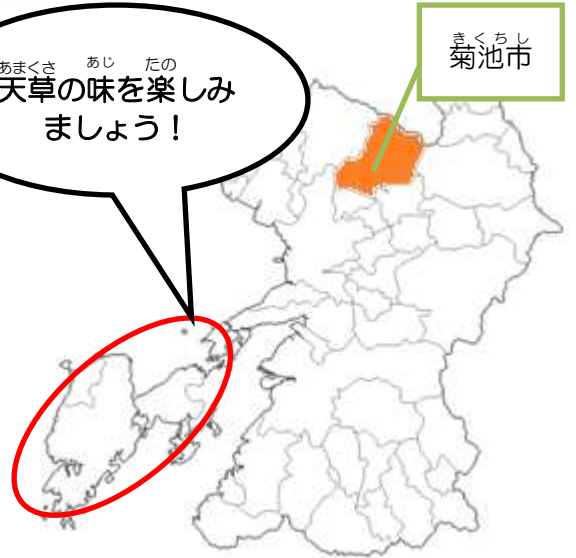 あまくさ あじ たの
天草の味を楽しみ
ましょう！
きくちし
菊池市